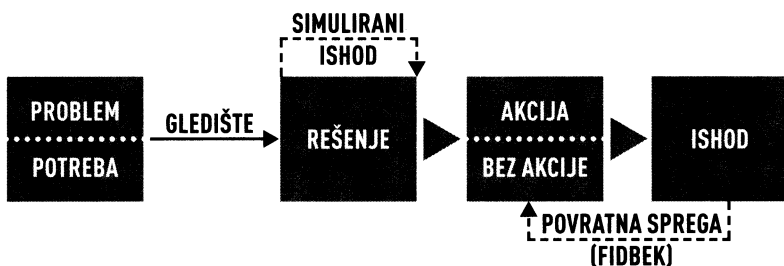 SIMULIRANI
ISHOD
PROBLEM
POTREBA
GLEDIŠTE
REŠENJE
AKCIJA
BEZ AKCIJE
ISHOD
POVRATNA SPREGA
(FIDBEK)